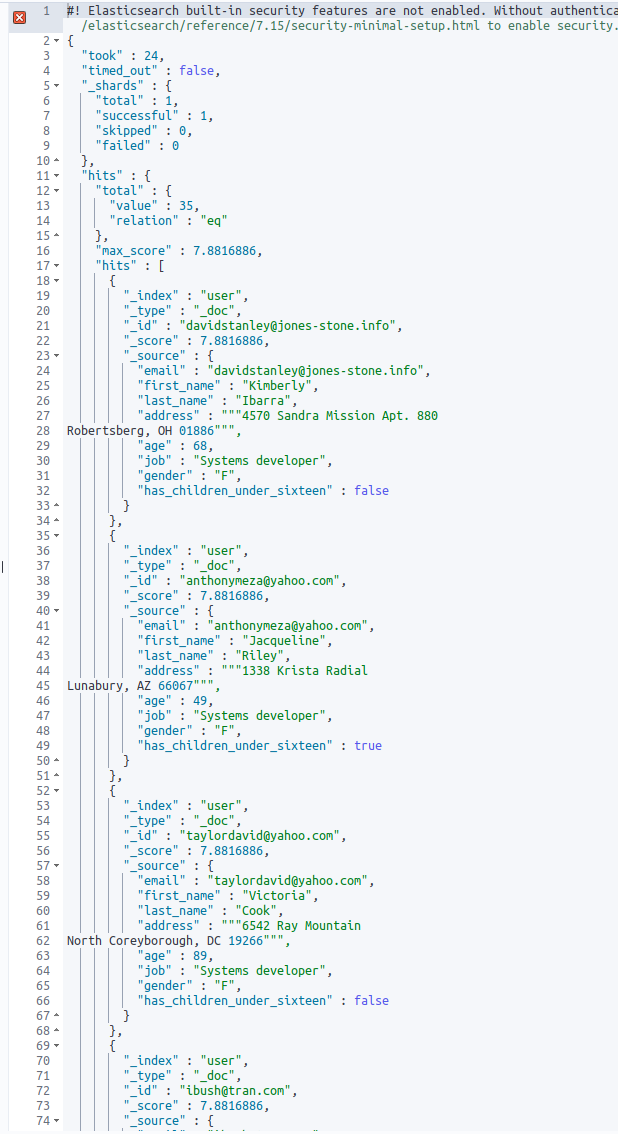 1 #! Elasticsearch built-in security features are not enabled. Without authentica
/elasticsearch/reference/7.15/security-minimal-setup.html to enable security.
2 {
3 "took" : 24,
4 "timed_out" : false,
5 "_shards" : {
6 "total" : 1,
7 "successful" : 1,
8 "skipped" : 0,
9 "failed" : 0
10 },
11 "hits" : {
12 "total" : {
13 "value" : 35,
14 "relation" : "eq"
15 },
16 "max_score" : 7.8816886,
17 "hits" : [
18 {
19 "_index" : "user",
20 "_type" : "_doc",
21 "_id" : "davidstanley@jones-stone.info",
22 "_score" : 7.8816886,
23 "_source" : {
24 "email" : "davidstanley@jones-stone.info",
25 "first_name" : "Kimberly",
26 "last_name" : "Ibarra",
27 "address" : """4570 Sandra Mission Apt. 880
28 Robertsberg, OH 01886""",
29 "age" : 68,
30 "job" : "Systems developer",
31 "gender" : "F",
32 "has_children_under_sixteen" : false
33 }
34 },
35 {
36 "_index" : "user",
37 "_type" : "_doc",
38 "_id" : "anthonymeza@yahoo.com",
39 "_score" : 7.8816886,
40 "_source" : {
41 "email" : "anthonymeza@yahoo.com",
42 "first_name" : "Jacqueline",
43 "last_name" : "Riley",
44 "address" : """1338 Krista Radial
45 Lunabury, AZ 66067""",
46 "age" : 49,
47 "job" : "Systems developer",
48 "gender" : "F",
49 "has_children_under_sixteen" : true
50 }
51 },
52 {
53 "_index" : "user",
54 "_type" : "_doc",
55 "_id" : "taylordavid@yahoo.com",
56 "_score" : 7.8816886,
57 "_source" : {
58 "email" : "taylordavid@yahoo.com",
59 "first_name" : "Victoria",
60 "last_name" : "Cook",
61 "address" : """6542 Ray Mountain
62 North Coreyborough, DC 19266""",
63 "age" : 89,
64 "job" : "Systems developer",
65 "gender" : "F",
66 "has_children_under_sixteen" : false
67 }
68 },
69 {
70 "_index" : "user",
71 "_type" : "_doc",
72 "_id" : "ibush@tran.com",
73 "_score" : 7.8816886,
74 "_source" : {